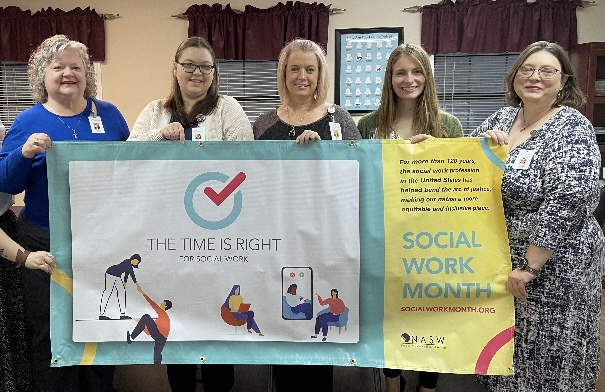 THE TIME IS RIGHT
FOR SOCIAL WORK
For more than 120 years,
the social work profession
in the United States has
helped bend the arc of justice,
making our nation a more
equitable and inclusive place.
SOCIAL
WORK
MONTH
SOCIALWORKMONTH.ORG
NASW